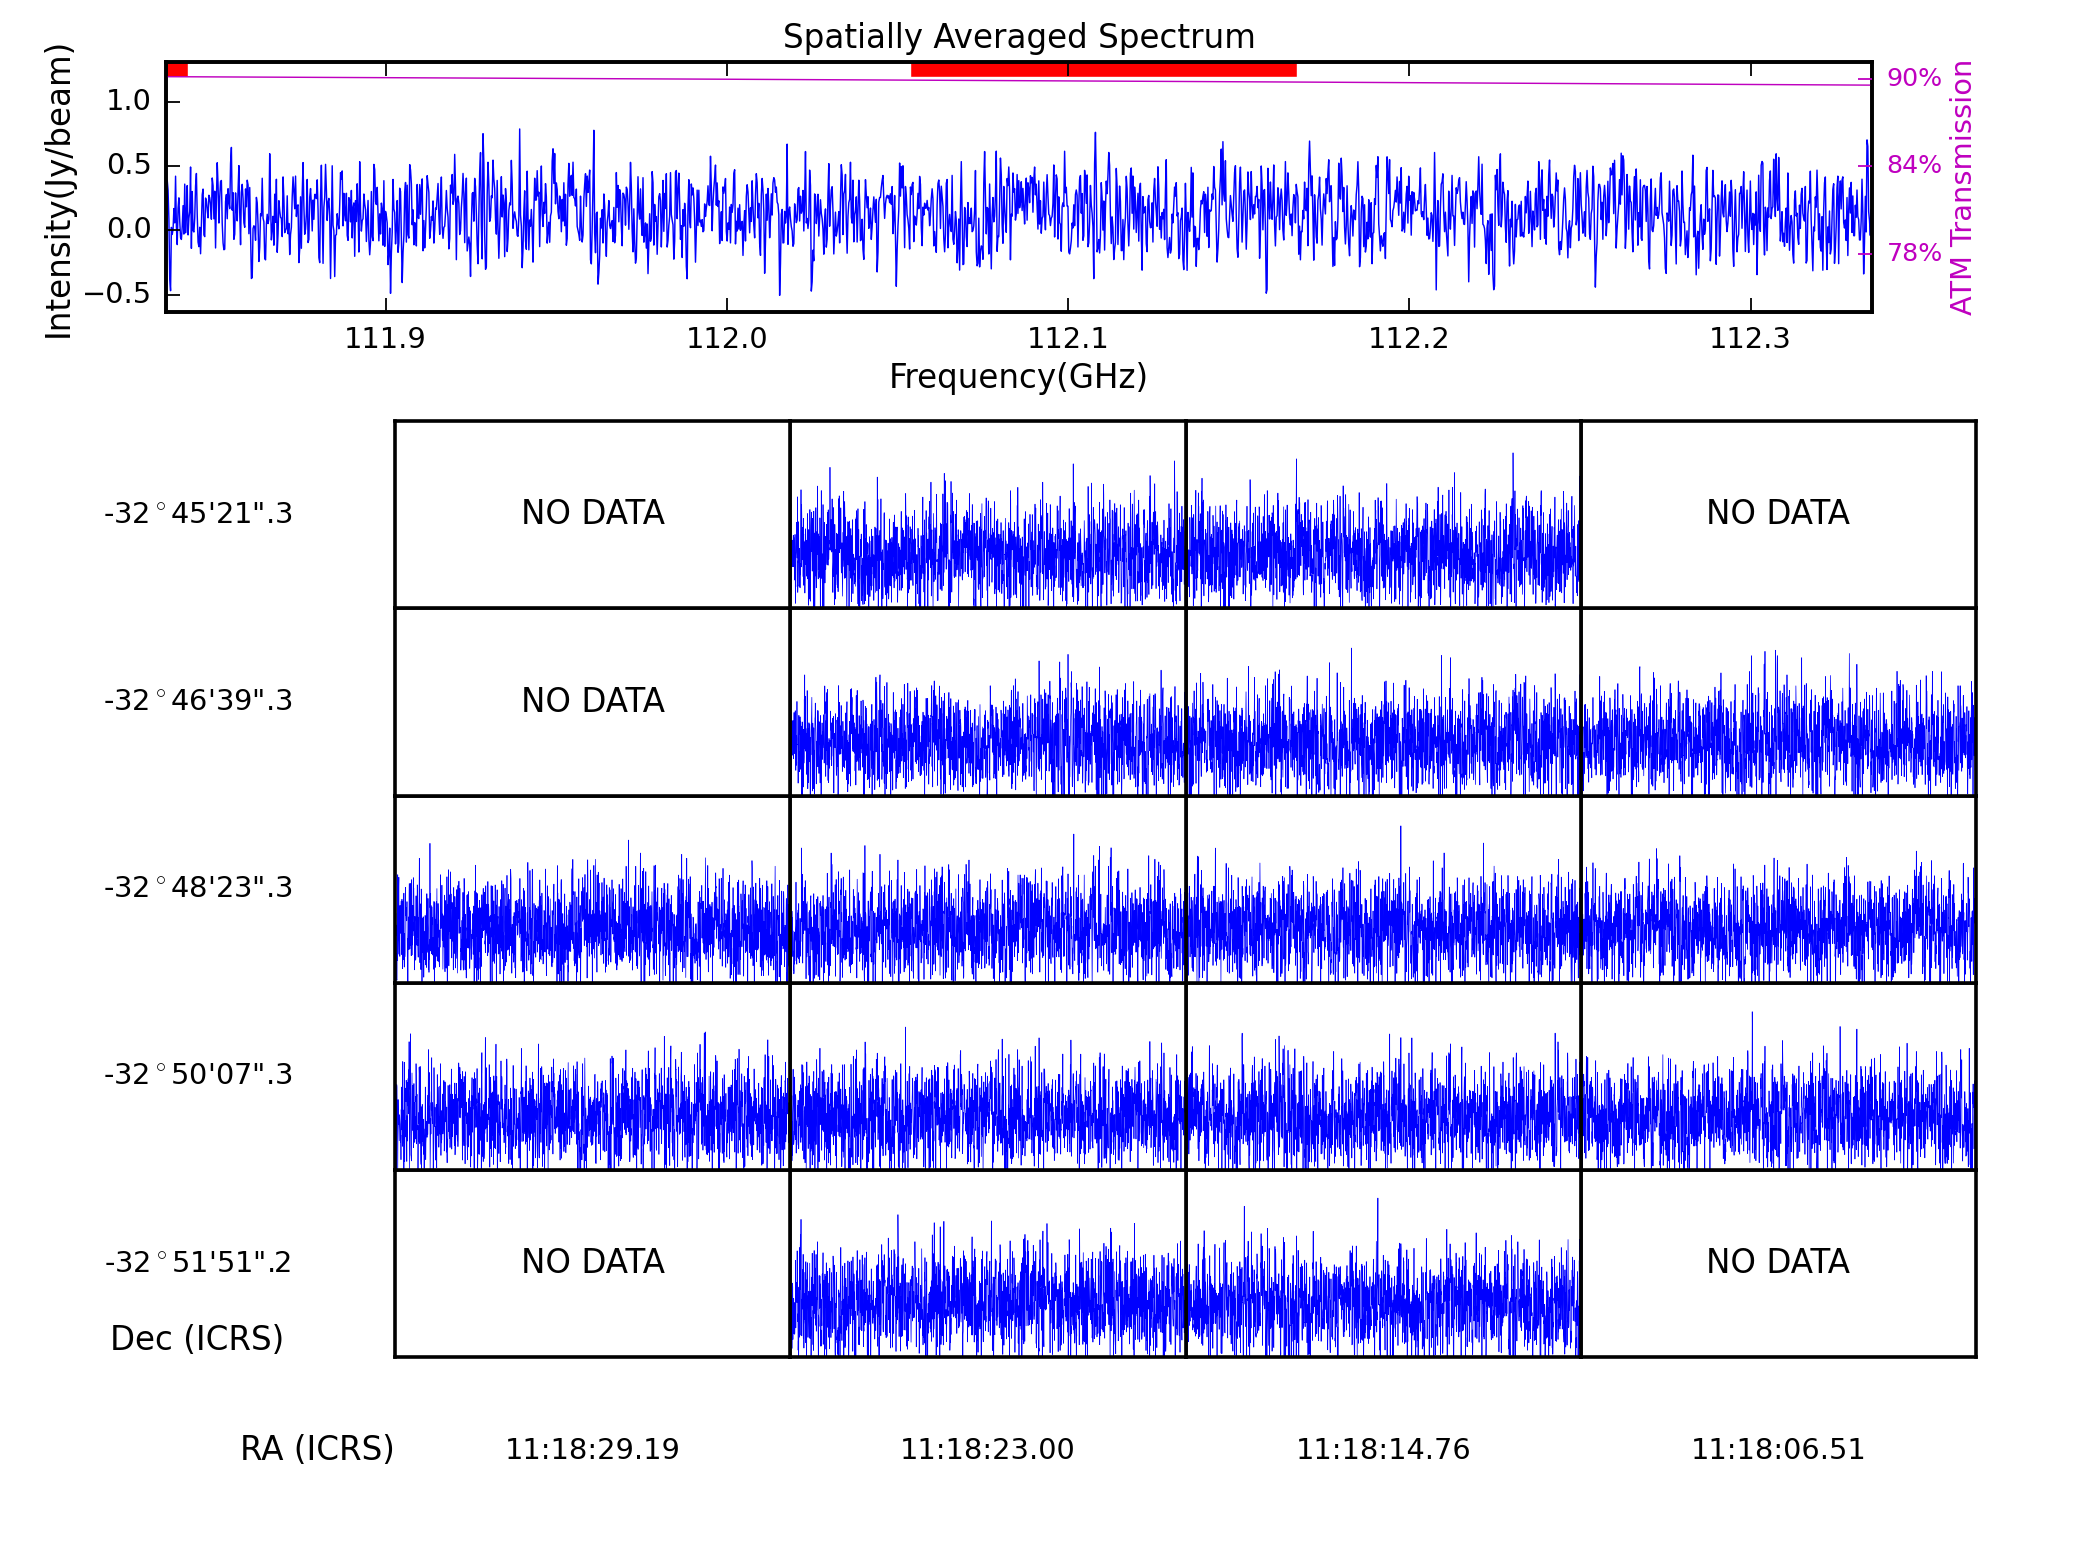 Spatially Averaged Spectrum
Intensity(Jy/beam)
1.0
0.5
0.0
−0.5
90%
84%
78%
ATM Transmission
111.9 112.0 112.1 112.2 112.3
Frequency(GHz)
-32°45'21".3 NO DATA NO DATA
-32°46'39".3 NO DATA
-32°48'23".3
-32°50'07".3
-32°51'51".2 NO DATA NO DATA
Dec (ICRS)
RA (ICRS) 11:18:29.19 11:18:23.00 11:18:14.76 11:18:06.51